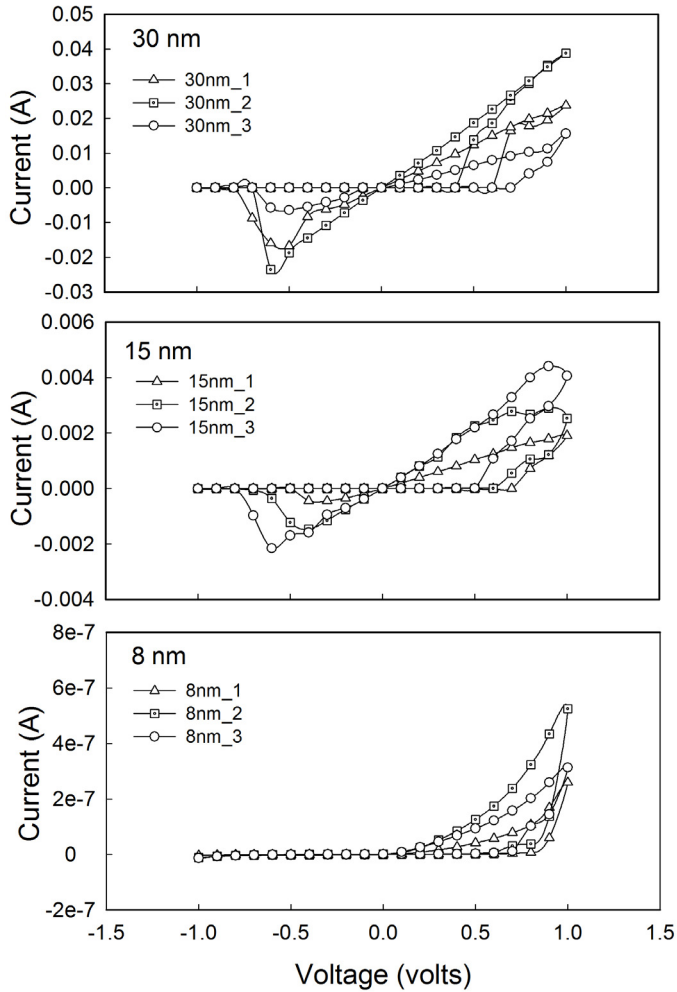 30 nm
30nm_1
30nm_2
30nm_3
Current (A)
0.05
0.04
0.03
0.02
0.01
0.00
-0.01
-0.02
-0.03
15 nm
15nm_1
15nm_2
15nm_3
Current (A)
0.006
0.004
0.002
0.000
-0.002
-0.004
8 nm
8nm_1
8nm_2
8nm_3
Current (A)
8e-7
6e-7
4e-7
2e-7
0
-2e-7
-1.5 -1.0 -0.5 0.0 0.5 1.0 1.5
Voltage (volts)